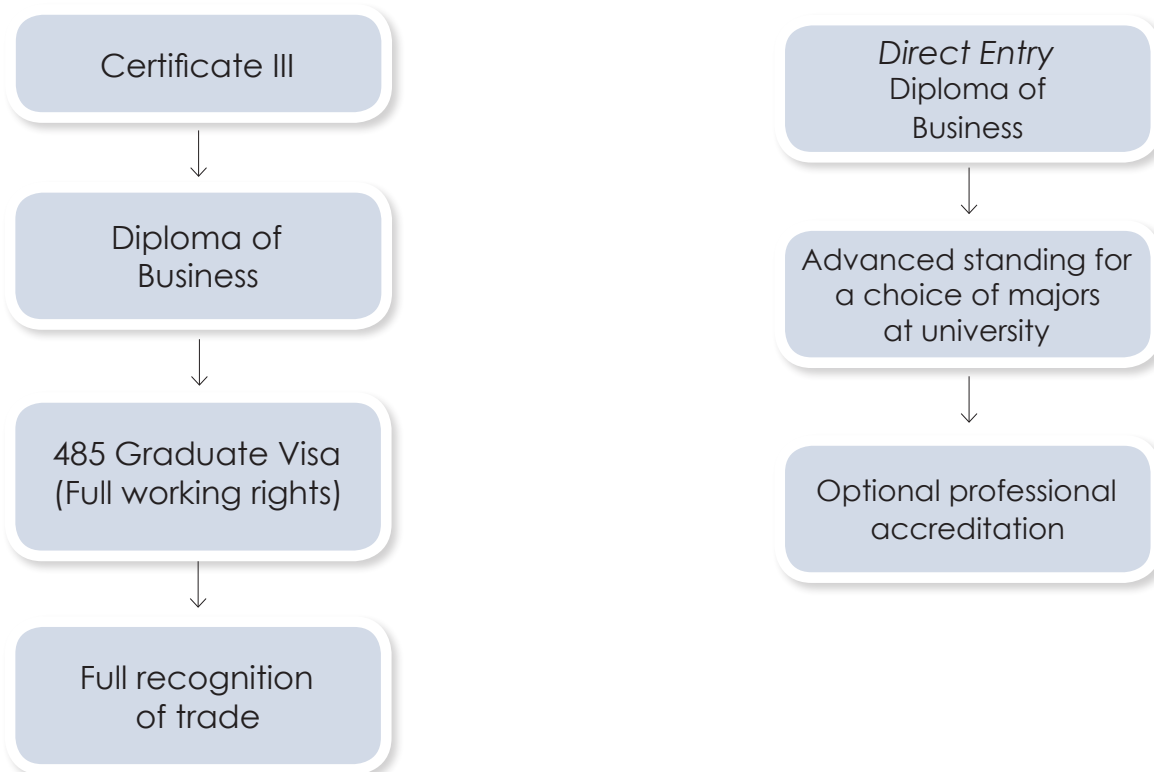 Certificate III
Diploma of
Business
485 Graduate Visa
(Full working rights)
Full recognition
of trade
Direct Entry
Diploma of
Business
Advanced standing for
a choice of majors
at university
Optional professional
accreditation